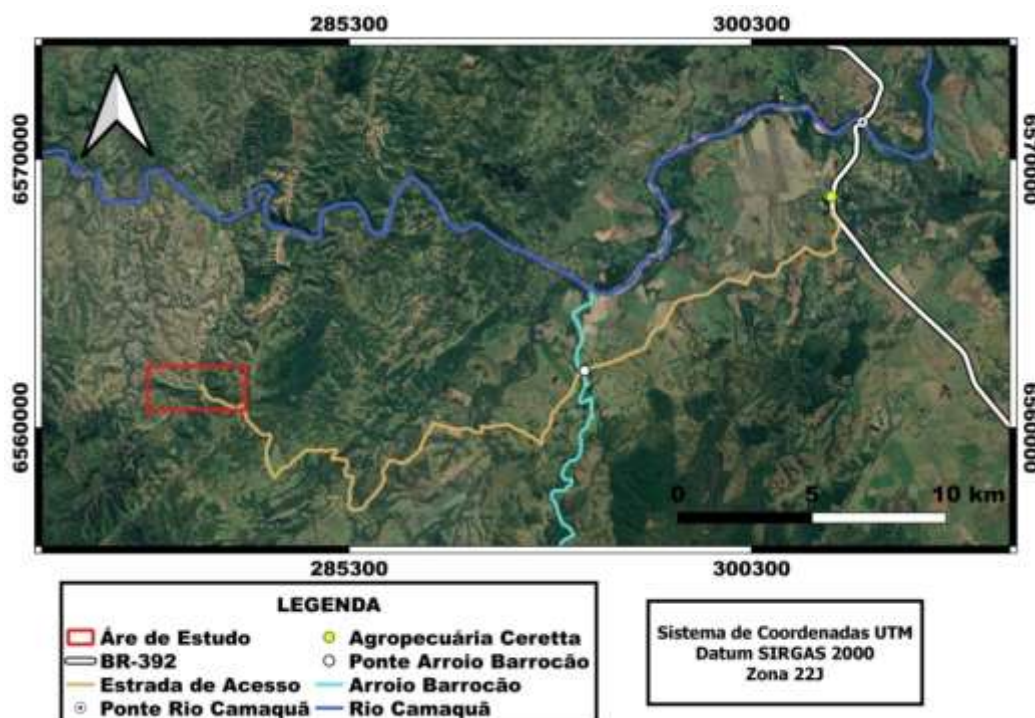 285300
300300
6570000
6570000
6560000
6560000
0 5 10 km
285300
300300
LEGENDA
Áre de Estudo
BR-392
Estrada de Acesso
Ponte Rio Camaquã
Agropecuária Ceretta
Ponte Arroio Barrocão
Arroio Barrocão
Rio Camaquã
Sistema de Coordenadas UTM
Datum SIRGAS 2000
Zona 22J